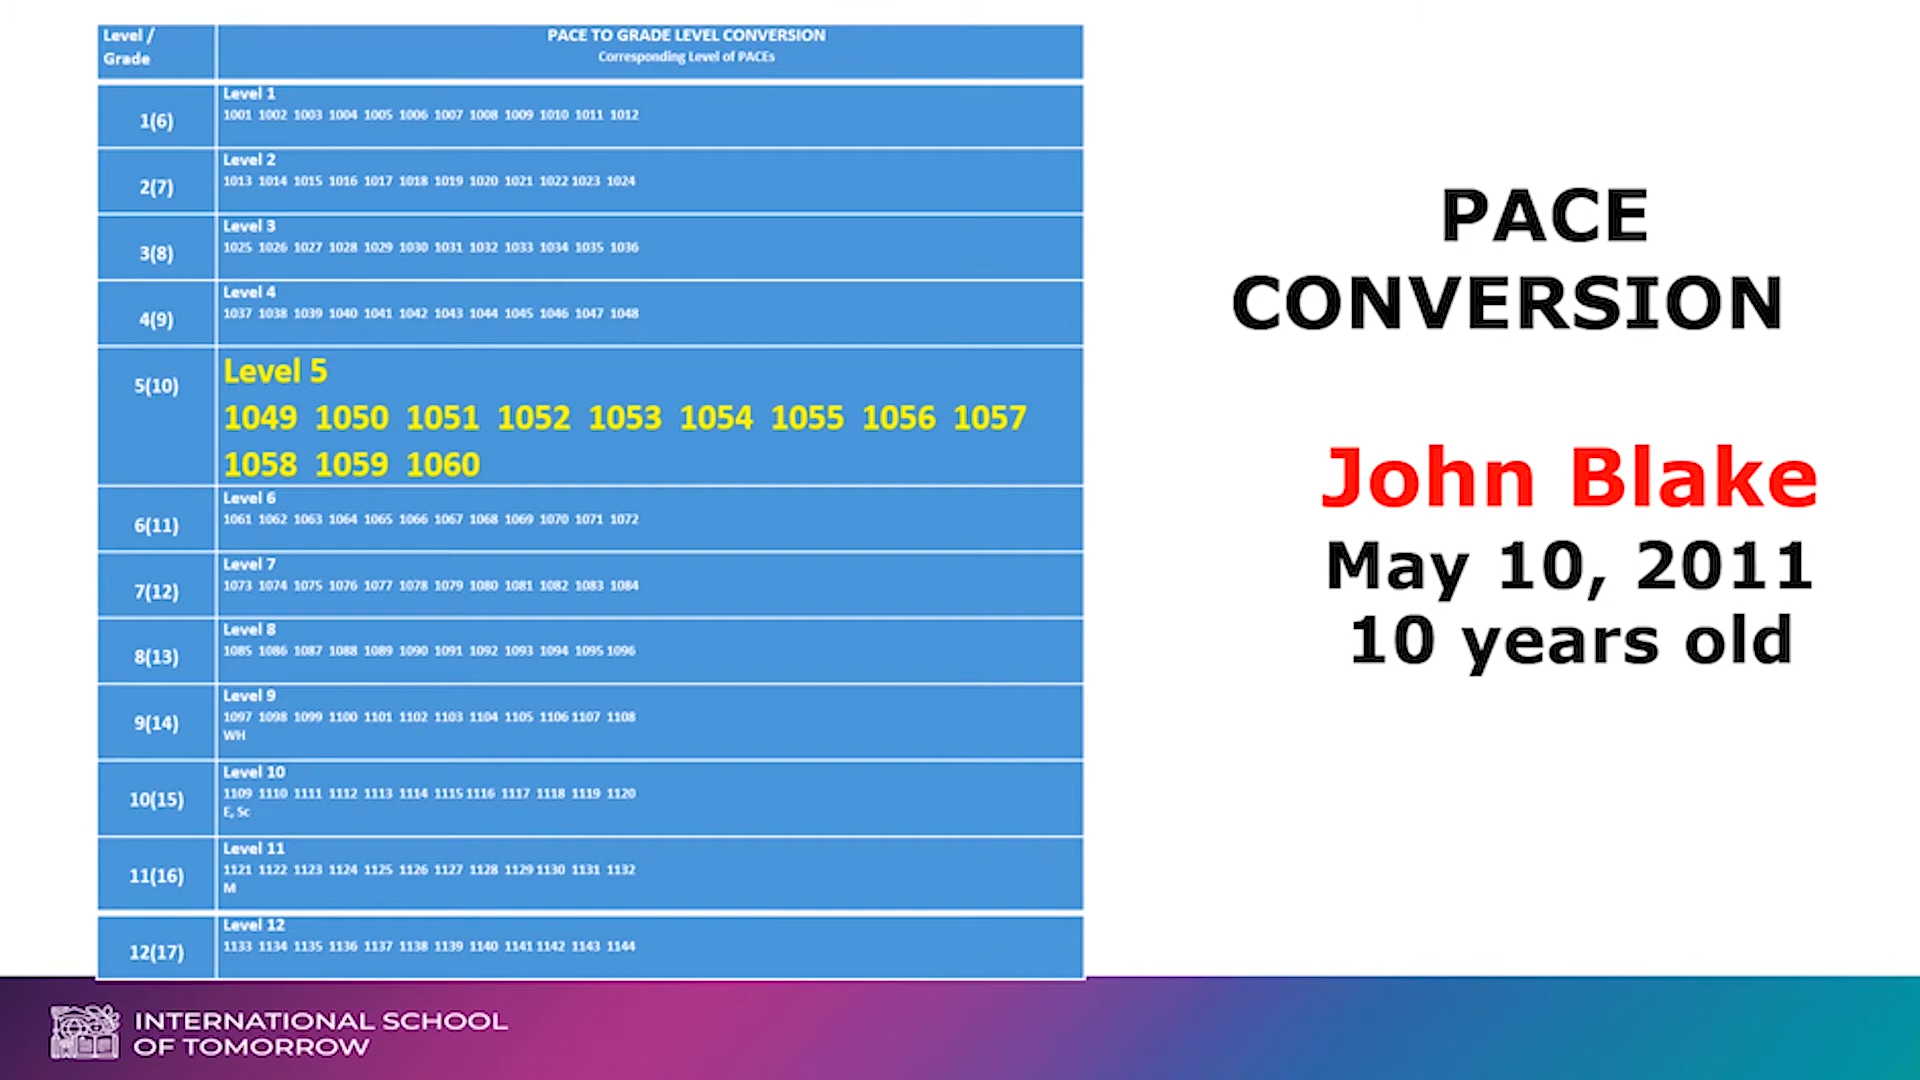 Level /
Grade
PACE TO GRADE LEVEL CONVERSION
Corresponding Level of PACEs
1(6)
Level 1
1001 1002 1003 1004 1005 1006 1007 1008 1009 1010 1011 1012
2(7)
Level 2
1013 1014 1015 1016 1017 1018 1019 1020 1021 1022 1023 1024
3(8)
Level 3
1025 1026 1027 1028 1029 1030 1031 1032 1033 1034 1035 1036
4(9)
Level 4
1037 1038 1039 1040 1041 1042 1043 1044 1045 1046 1047 1048
5(10)
Level 5
1049 1050 1051 1052 1053 1054 1055 1056 1057
1058 1059 1060
6(11)
Level 6
1061 1062 1063 1064 1065 1066 1067 1068 1069 1070 1071 1072
7(12)
Level 7
1073 1074 1075 1076 1077 1078 1079 1080 1081 1082 1083 1084
8(13)
Level 8
1085 1086 1087 1088 1089 1090 1091 1092 1093 1094 1095 1096
9(14)
Level 9
1097 1098 1099 1100 1101 1102 1103 1104 1105 1106 1107 1108
WH
10(15)
Level 10
1109 1110 1111 1112 1113 1114 1115 1116 1117 1118 1119 1120
E, Sc
11(16)
Level 11
1121 1122 1123 1124 1125 1126 1127 1128 1129 1130 1131 1132
M
12(17)
Level 12
1133 1134 1135 1136 1137 1138 1139 1140 1141 1142 1143 1144
PACE
CONVERSION
John Blake
May 10, 2011
10 years old
INTERNATIONAL SCHOOL
OF TOMORROW